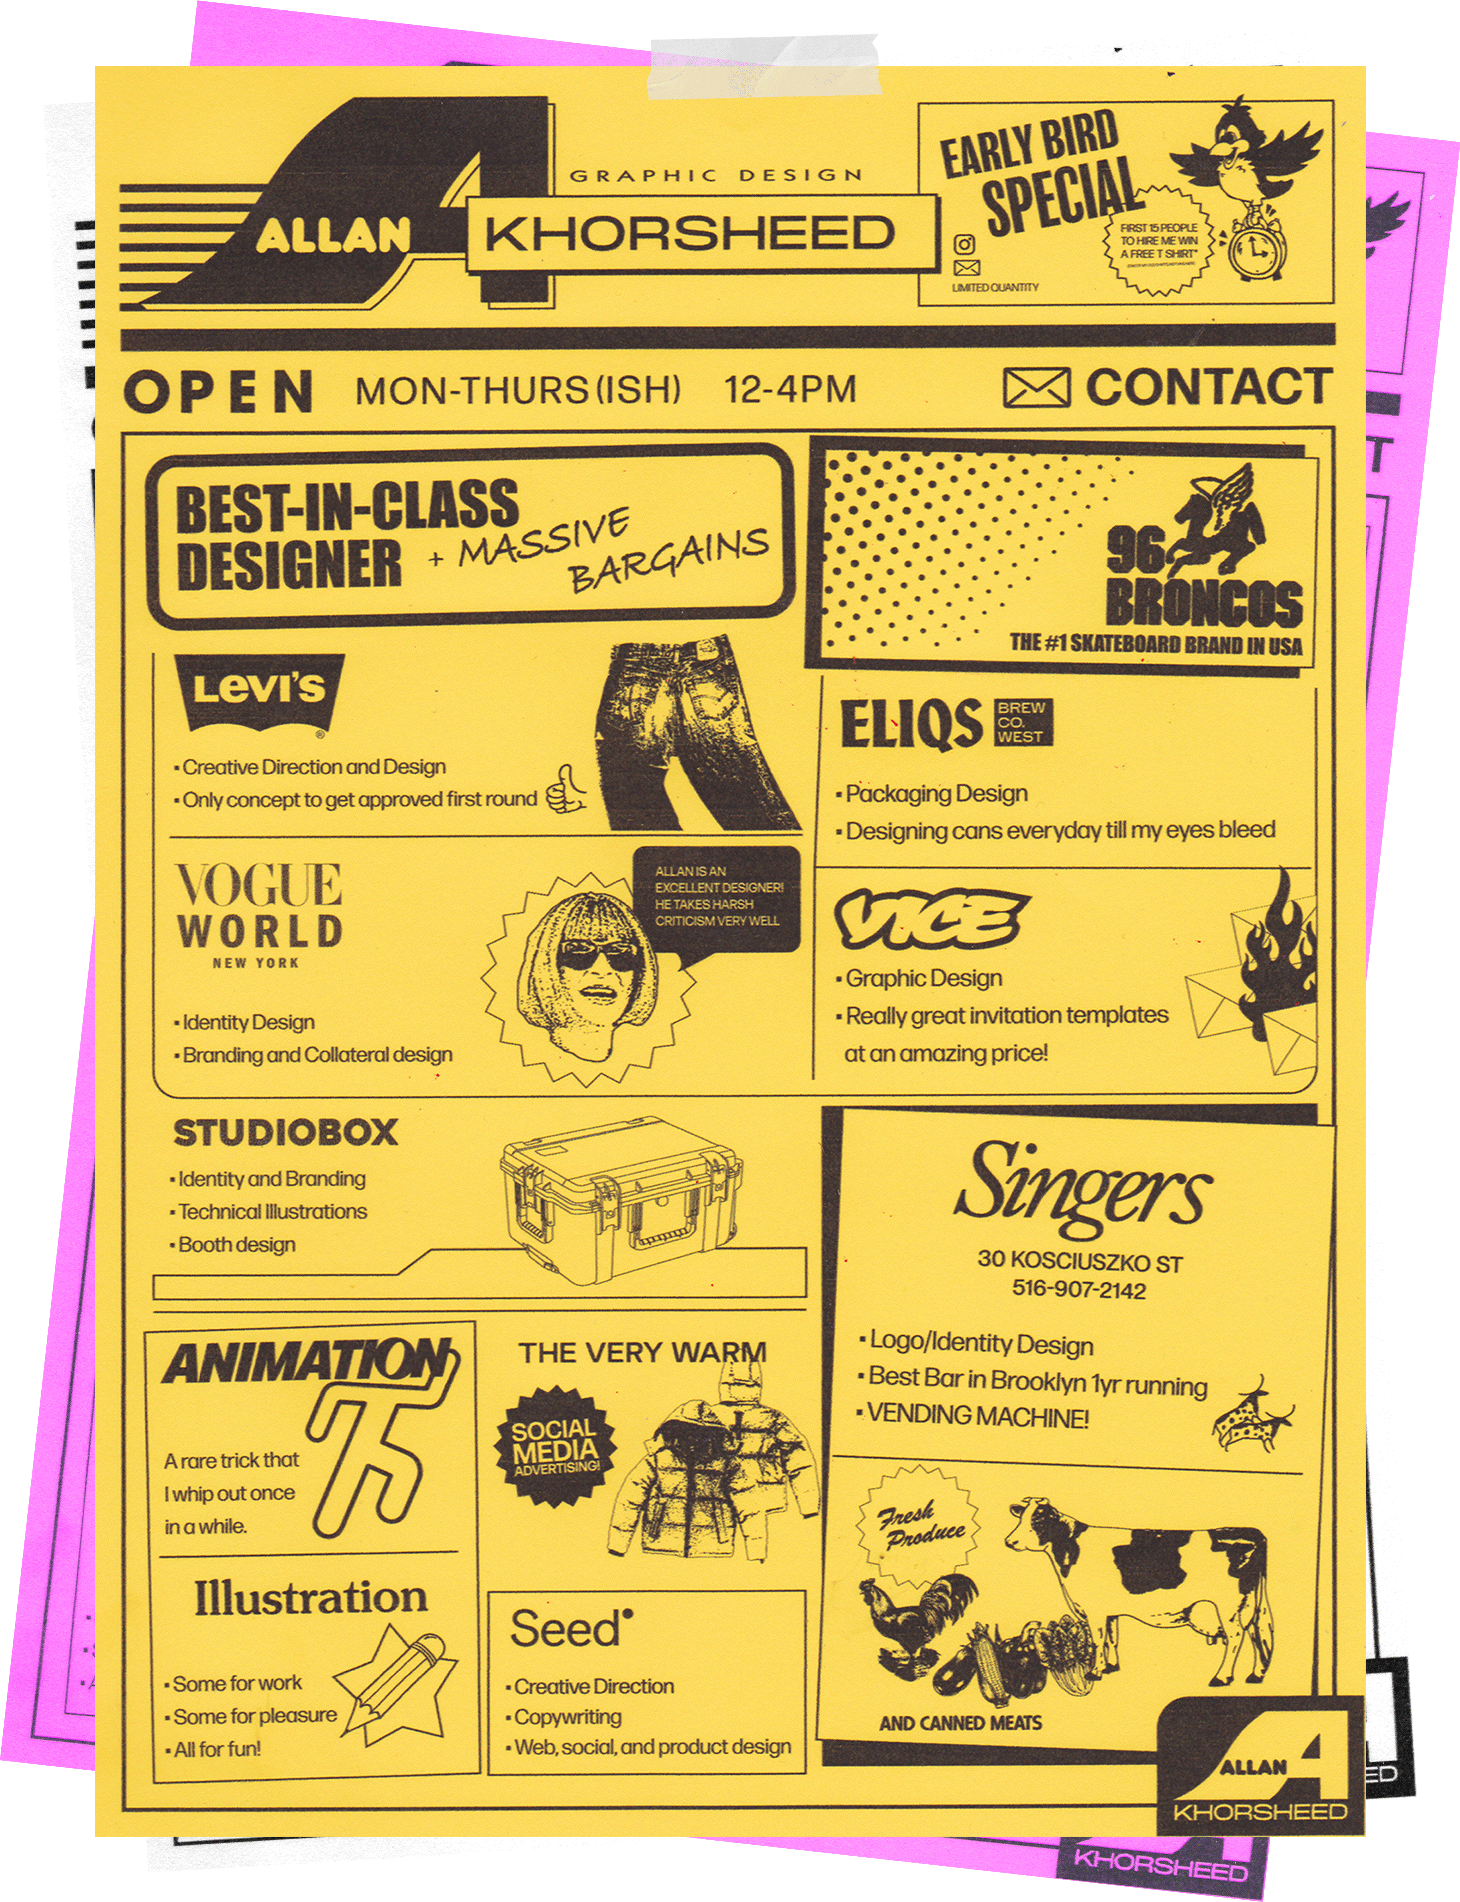 GRAPHIC DESIGN
ALLAN
KHORSHEED
EARLY BIRD
SPECIAL
FIRST 15 PEOPLE
TO HIRE ME WIN
A FREE T SHIRT*
LIMITED QUANTITY
OPEN MON-THURS (ISH) 12-4PM
CONTACT
BEST-IN-CLASS
DESIGNER + MASSIVE
BARGAINS
96
BRONCOS
THE #1 SKATEBOARD BRAND IN USA
LEVI'S
®
▪ Creative Direction and Design
▪ Only concept to get approved first round
ELIQS
BREW
CO.
WEST
▪ Packaging Design
▪ Designing cans everyday till my eyes bleed
VOGUE
WORLD
NEW YORK
▪ Identity Design
▪ Branding and Collateral design
ALLAN IS AN
EXCELLENT DESIGNER!
HE TAKES HARSH
CRITICISM VERY WELL
VICE
▪ Graphic Design
▪ Really great invitation templates
at an amazing price!
STUDIOBOX
▪ Identity and Branding
▪ Technical Illustrations
▪ Booth design
Singers
30 KOSCIUSZKO ST
516-907-2142
▪ Logo/Identity Design
▪ Best Bar in Brooklyn 1yr running
▪ VENDING MACHINE!
ANIMATION
A rare trick that
I whip out once
in a while.
THE VERY WARM
SOCIAL
MEDIA
ADVERTISING!
Fresh
Produce
AND CANNED MEATS
Illustration
▪ Some for work
▪ Some for pleasure
▪ All for fun!
Seed
▪ Creative Direction
▪ Copywriting
▪ Web, social, and product design
ALLAN
KHORSHEED
T
ED
KHORSHEED